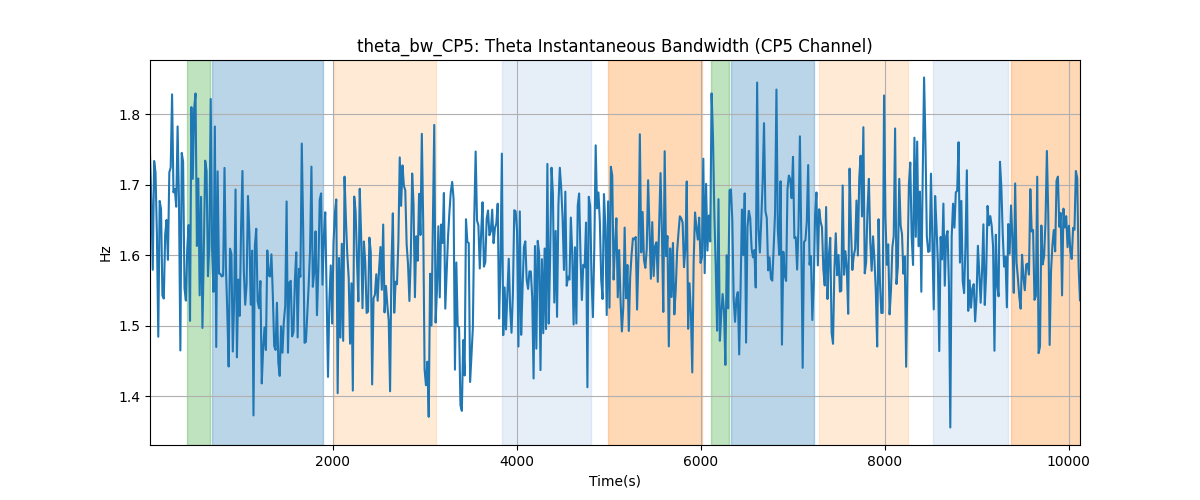 theta_bw_CP5: Theta Instantaneous Bandwidth (CP5 Channel)
Hz
1.8
1.7
1.6
1.5
1.4
2000 4000 6000 8000 10000
Time(s)